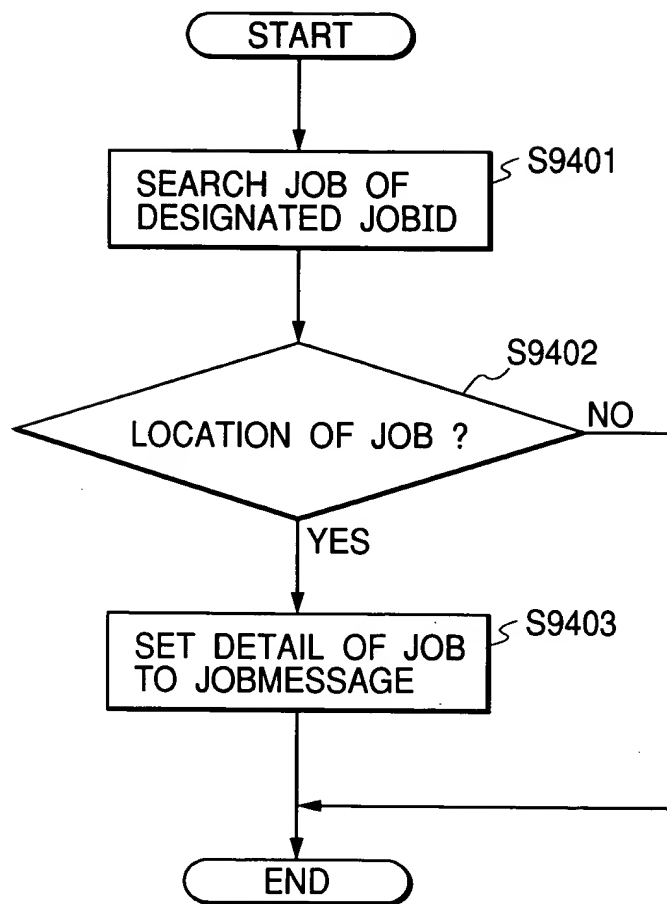 START
SEARCH JOB OF
DESIGNATED JOBID
S9401
LOCATION OF JOB ?
S9402
NO
YES
SET DETAIL OF JOB
TO JOBMESSAGE
S9403
END